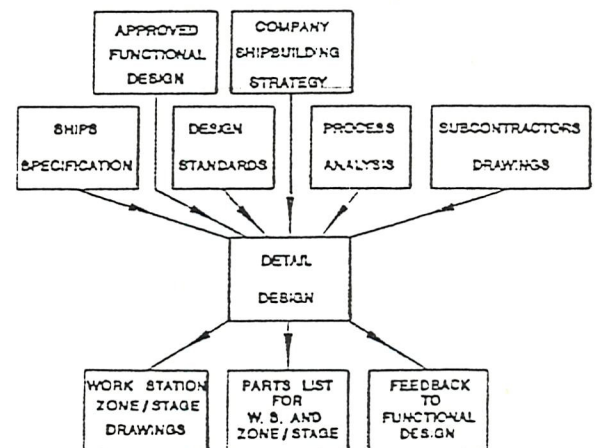 APPROVED
FUNCTIONAL
DESIGN
COMPANY
SHIPBUILDING
STRATEGY
SHIPS
SPECIFICATION
DESIGN
STANDARDS
PROCESS
ANALYSIS
SUBCONTRACTORS
DRAWINGS
DETAIL
DESIGN
WORK STATION
ZONE/STAGE
DRAWINGS
PARTS LIST
FOR
W. S. AND
ZONE/STAGE
FEEDBACK
TO
FUNCTIONAL
DESIGN